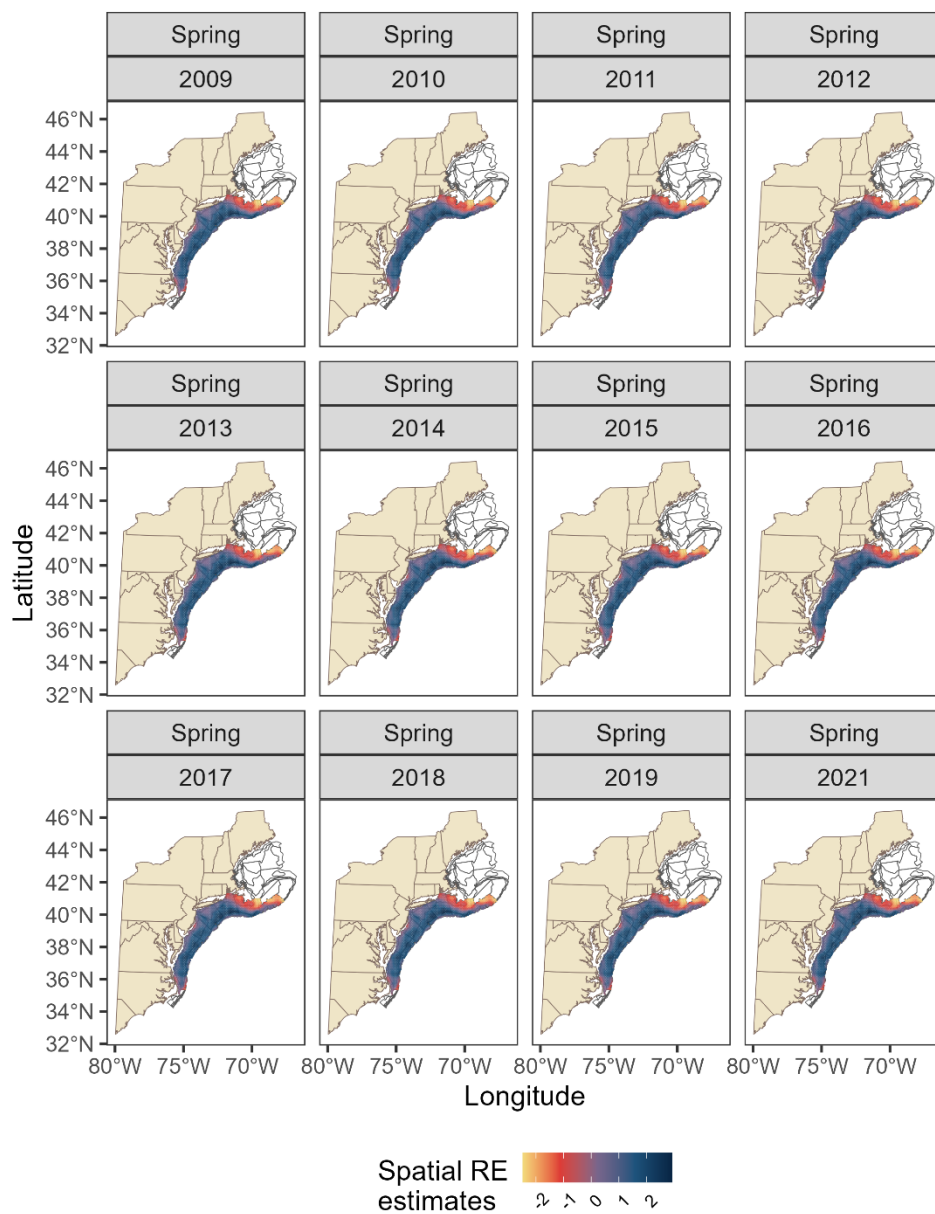 Spring Spring Spring Spring
2009 2010 2011 2012
46°N
44°N
42°N
40°N
38°N
36°N
34°N
32°N
Spring Spring Spring Spring
2013 2014 2015 2016
46°N
44°N
42°N
40°N
38°N
36°N
34°N
32°N
Latitude
Spring Spring Spring Spring
2017 2018 2019 2021
46°N
44°N
42°N
40°N
38°N
36°N
34°N
32°N
80°W 75°W 70°W 80°W 75°W 70°W 80°W 75°W 70°W 80°W 75°W 70°W
Longitude
Spatial RE
estimates
-2 -1 0 1 2